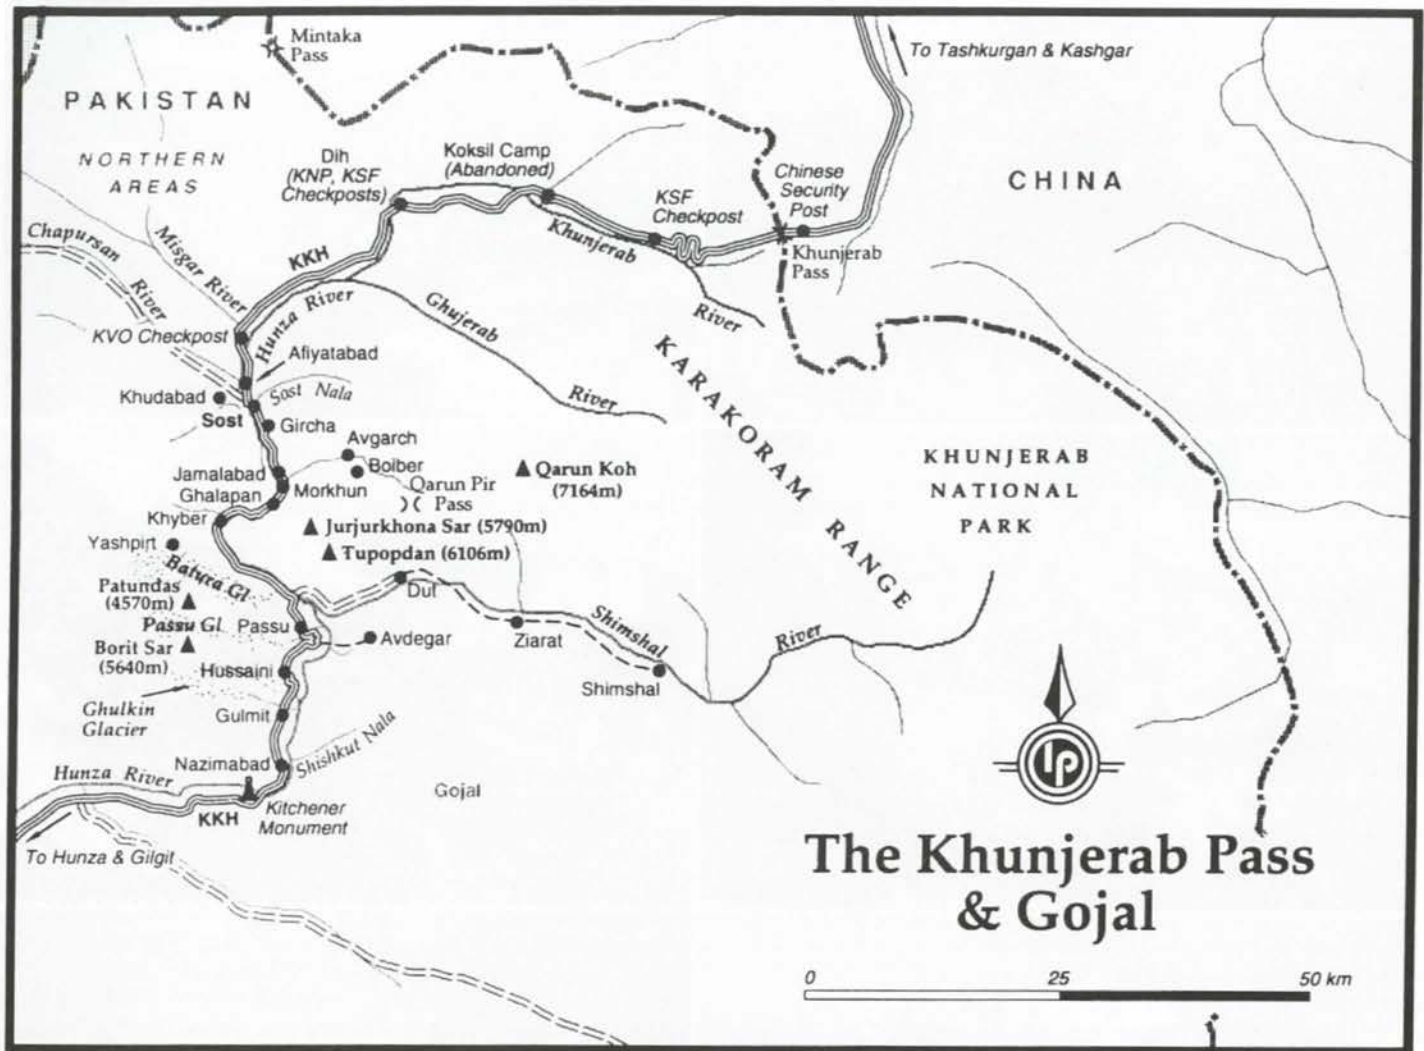 Mintaka
Pass
To Tashkurgan & Kashgar
PAKISTAN
NORTHERN
AREAS
Dih
(KNP, KSF
Checkposts)
Koksil Camp
(Abandoned)
KSF
Checkpost
Chinese
Security
Post
CHINA
Khunjerab
Pass
Chapursan
River
Misgar River
KKH
Khunjerab
River
Hunza River
Ghujerab
River
KVO Checkpost
Afiyatabad
Khudabad
Sost Nala
Sost
Gircha
KARAKORAM RANGE
Avgarch
Boiber
Jamalabad
Morkhun
Ghalapan
Qarun Pir
Pass
Qarun Koh
(7164m)
KHUNJERAB
NATIONAL
PARK
Khyber
Jurjurkhona Sar (5790m)
Tupopdan (6106m)
Yashpirt
Batura Gl
Patundas
(4570m)
Dut
Passu Gl
Passu
Avdegar
Ziarat
Shimshal
River
Borit Sar
(5640m)
Hussaini
Shimshal
Ghulkin
Glacier
Gulmit
Shishkut Nala
Nazimabad
Hunza River
Gojal
KKH
Kitchener
Monument
To Hunza & Gilgit
lp
The Khunjerab Pass
& Gojal
0 25 50 km